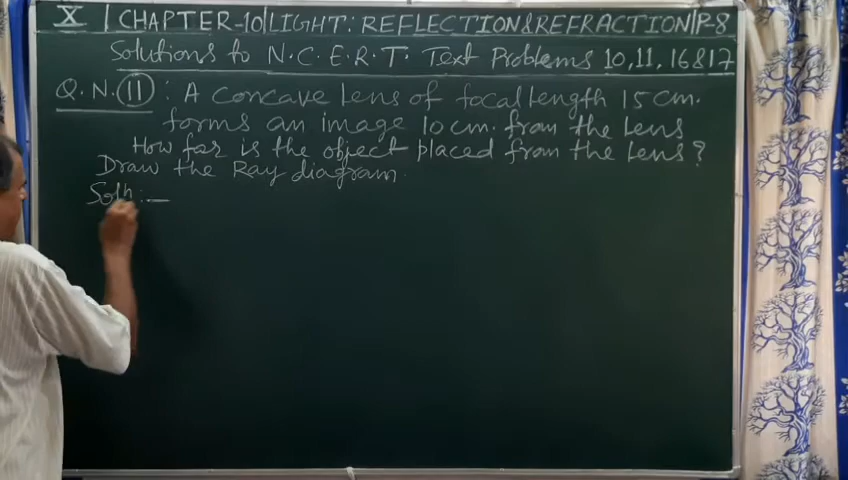 X | CHAPTER-10|LIGHT: REFLECTION&REFRACTION|P-8
Solutions to N.C.E.R.T. Text Problems 10,11,16&17
Q.N.(11): A concave Lens of focal length 15 cm.
forms an image 10 cm. from the Lens
How far is the object placed from the Lens?
Draw the Ray diagram.
Soln:—